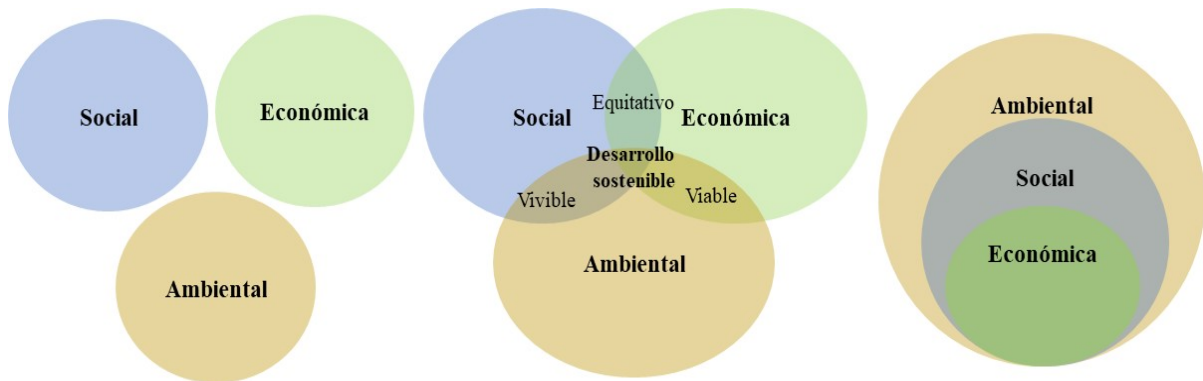 Social
Económica
Ambiental
Social
Equitativo
Económica
Desarrollo
sostenible
Vivible
Viable
Ambiental
Ambiental
Social
Económica